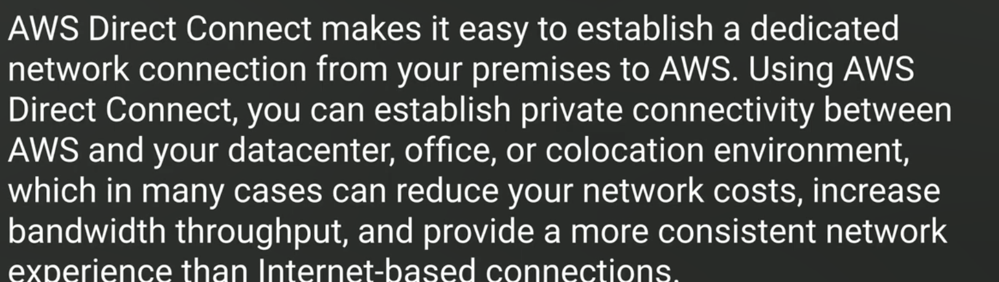 AWS Direct Connect makes it easy to establish a dedicated
network connection from your premises to AWS. Using AWS
Direct Connect, you can establish private connectivity between
AWS and your datacenter, office, or colocation environment,
which in many cases can reduce your network costs, increase
bandwidth throughput, and provide a more consistent network
experience than Internet-based connections.